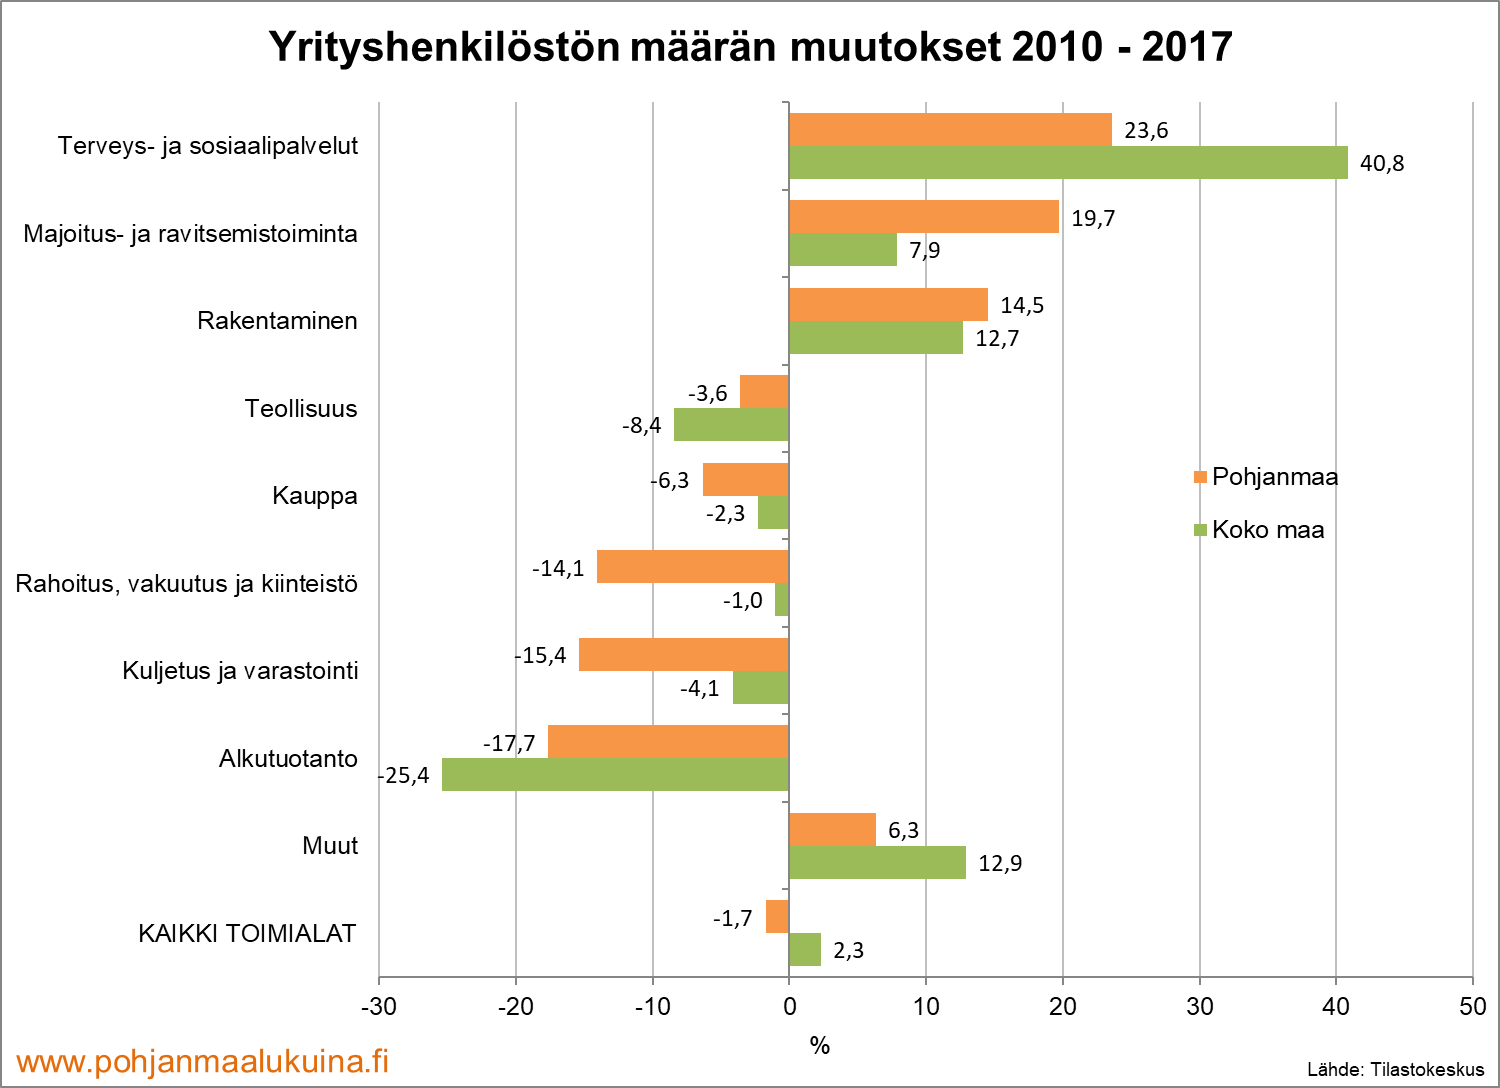 Yrityshenkilöstön määrän muutokset 2010 - 2017
Terveys- ja sosiaalipalvelut
23,6
40,8
Majoitus- ja ravitsemistoiminta
19,7
7,9
Rakentaminen
14,5
12,7
Teollisuus
-3,6
-8,4
Kauppa
-6,3
-2,3
Rahoitus, vakuutus ja kiinteistö
-14,1
-1,0
Kuljetus ja varastointi
-15,4
-4,1
Alkutuotanto
-17,7
-25,4
Muut
6,3
12,9
KAIKKI TOIMIALAT
-1,7
2,3
Pohjanmaa
Koko maa
-30 -20 -10 0 10 20 30 40 50
%
www.pohjanmaalukuina.fi
Lähde: Tilastokeskus